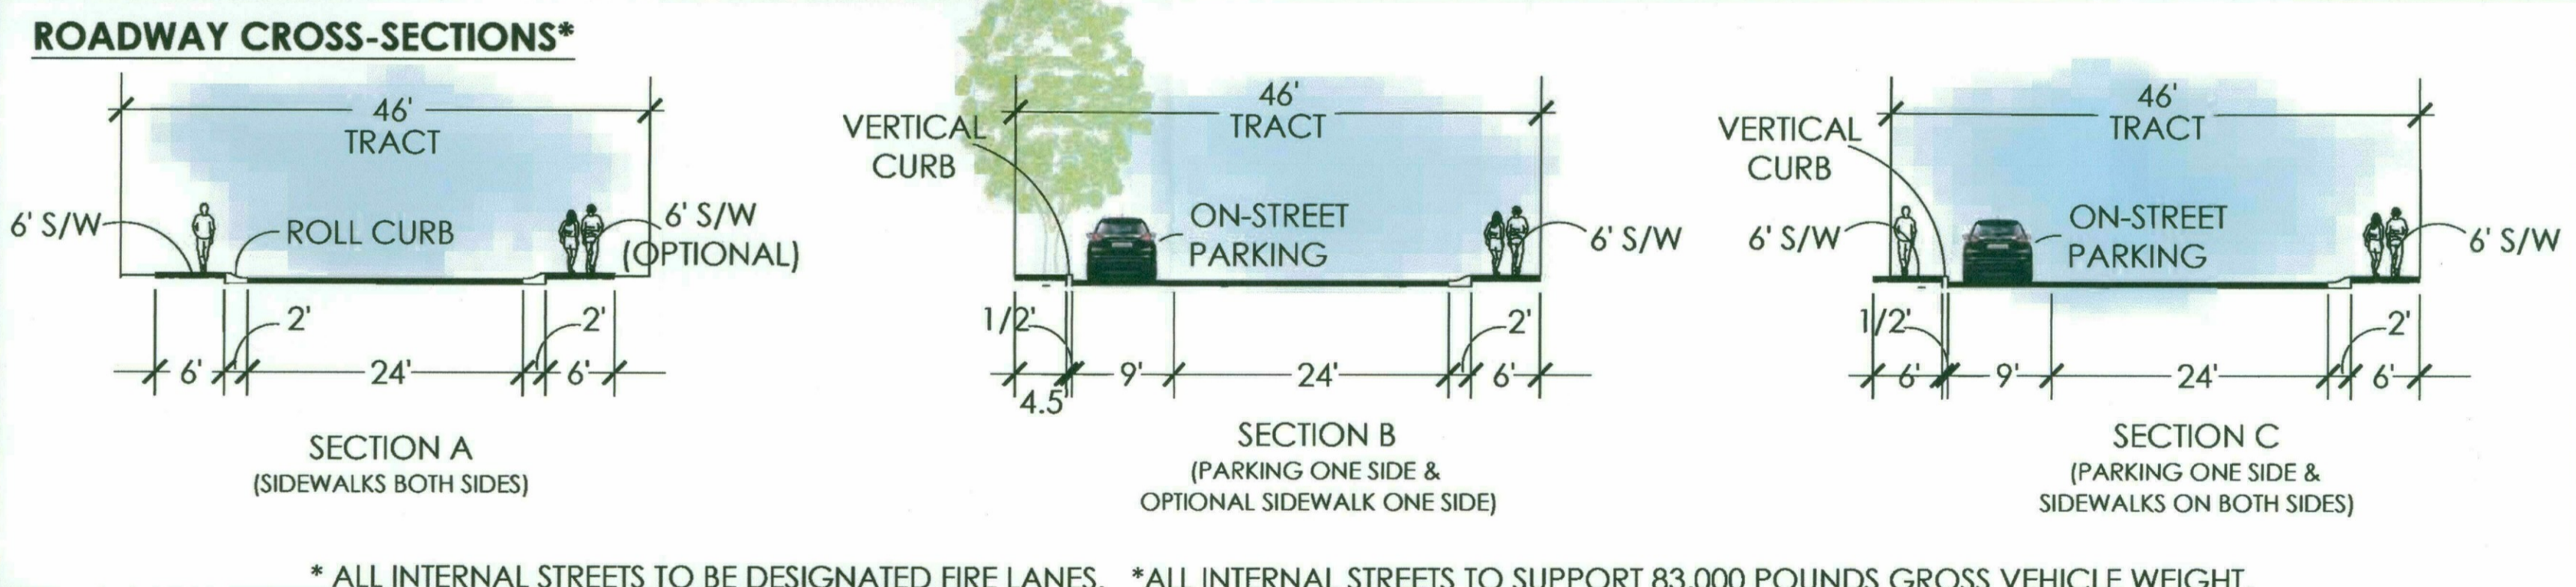 ROADWAY CROSS-SECTIONS*
46'
TRACT
6' S/W
ROLL CURB
6' S/W
(OPTIONAL)
2'
2'
6'
24'
6'
SECTION A
(SIDEWALKS BOTH SIDES)
VERTICAL
CURB
46'
TRACT
ON-STREET
PARKING
6' S/W
1/2'
2'
4.5'
9'
24'
6'
SECTION B
(PARKING ONE SIDE &
OPTIONAL SIDEWALK ONE SIDE)
VERTICAL
CURB
46'
TRACT
6' S/W
ON-STREET
PARKING
6' S/W
1/2'
2'
6'
9'
24'
6'
SECTION C
(PARKING ONE SIDE &
SIDEWALKS ON BOTH SIDES)
* ALL INTERNAL STREETS TO BE DESIGNATED FIRE LANES. *ALL INTERNAL STREETS TO SUPPORT 83,000 POUNDS GROSS VEHICLE WEIGHT.